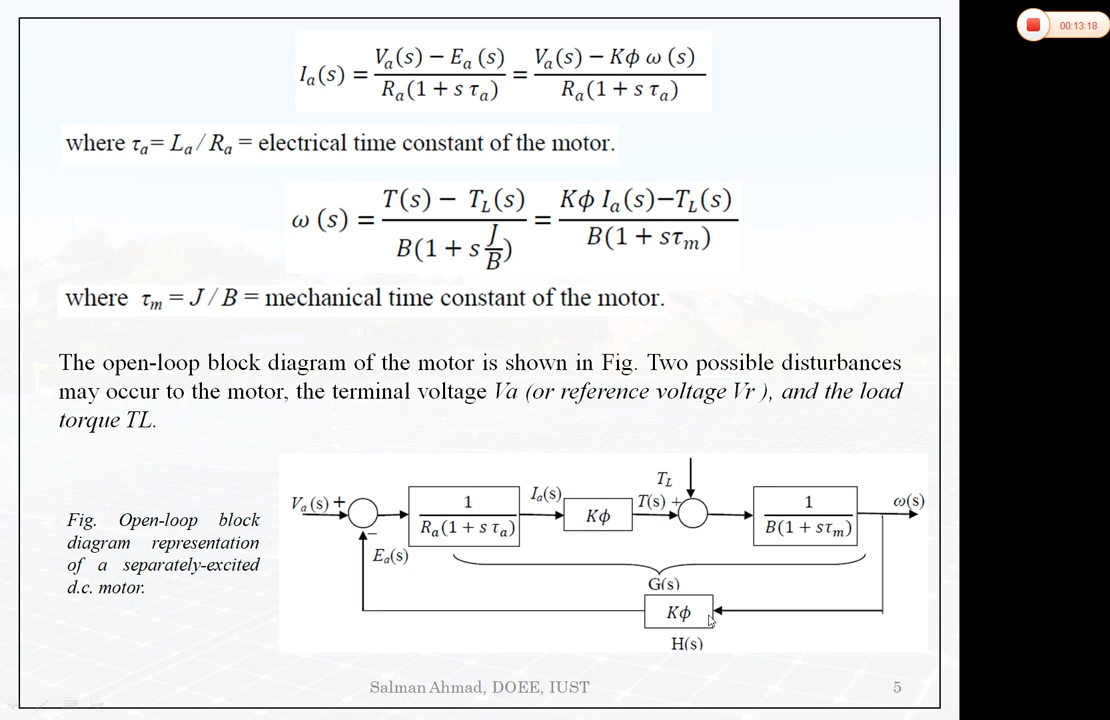 I_a(s) = (V_a(s) − E_a (s)) / (R_a(1 + s τ_a)) = (V_a(s) − Kϕ ω (s)) / (R_a(1 + s τ_a))
where τ_a= L_a / R_a = electrical time constant of the motor.
ω (s) = (T(s) − T_L(s)) / (B(1 + s J/B)) = (Kϕ I_a(s)−T_L(s)) / (B(1 + sτ_m))
where τ_m = J / B = mechanical time constant of the motor.
The open-loop block diagram of the motor is shown in Fig. Two possible disturbances
may occur to the motor, the terminal voltage Va (or reference voltage Vr ), and the load
torque TL.
Fig. Open-loop block
diagram representation
of a separately-excited
d.c. motor.
V_a(s) +
−
E_a(s)
1 / (R_a(1 + s τ_a))
I_a(s)
Kϕ
T_L
T(s) +
1 / (B(1 + sτ_m))
ω(s)
G(s)
Kϕ
H(s)
Salman Ahmad, DOEE, IUST
5
00:13:18